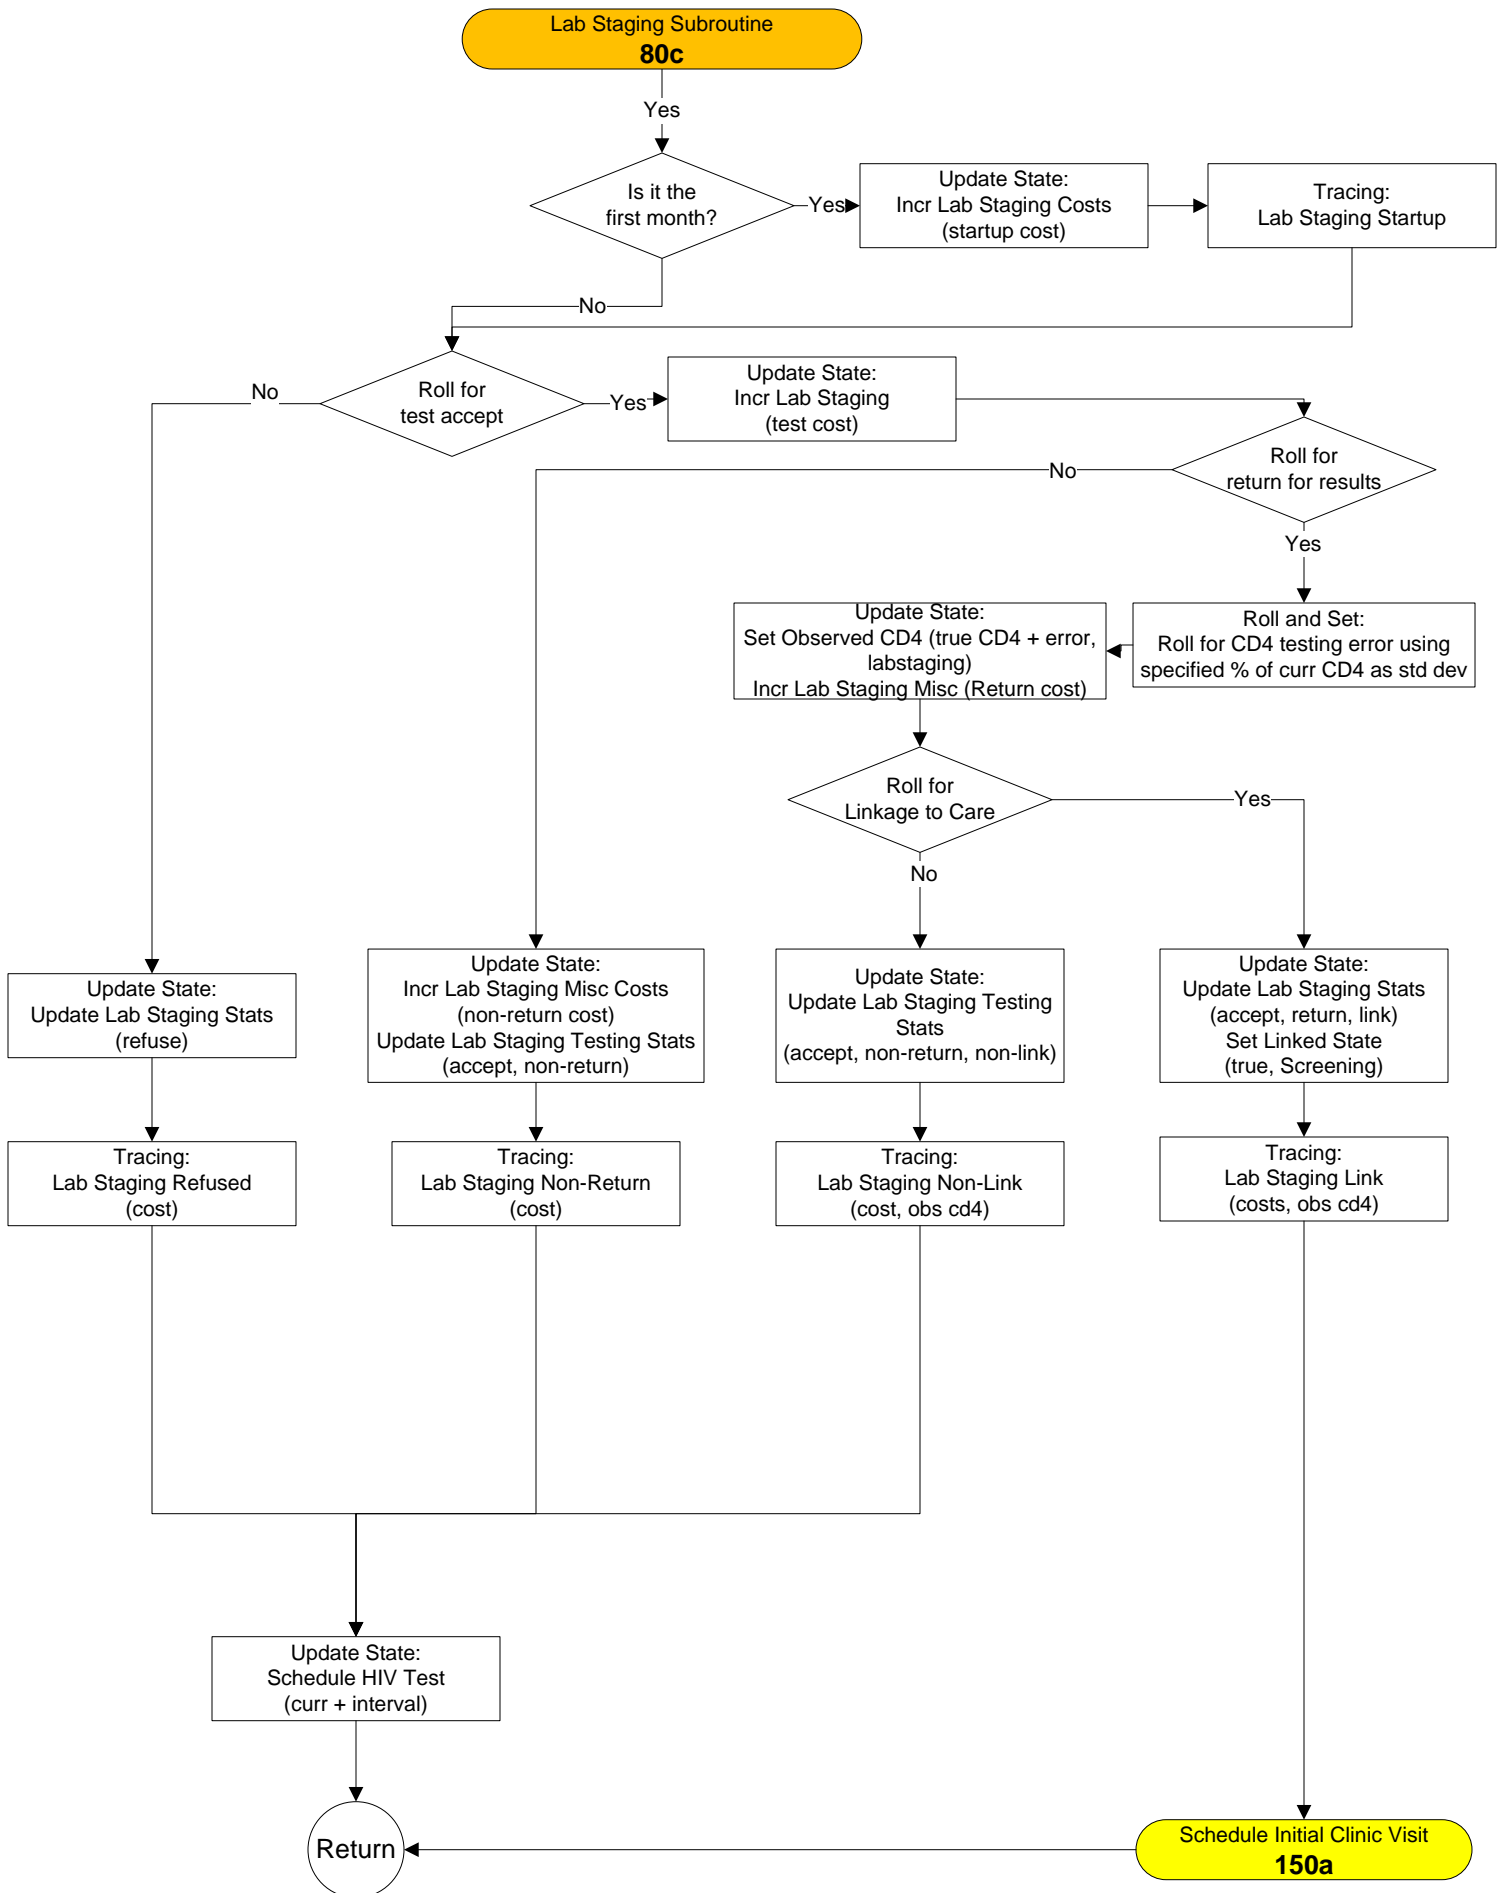 Lab Staging Subroutine
80c
Yes
Is it the
first month?
Yes
Update State:
Incr Lab Staging Costs
(startup cost)
Tracing:
Lab Staging Startup
No
Roll for
test accept
No
Yes
Update State:
Incr Lab Staging
(test cost)
Roll for
return for results
No
Yes
Roll and Set:
Roll for CD4 testing error using
specified % of curr CD4 as std dev
Update State:
Set Observed CD4 (true CD4 + error,
labstaging)
Incr Lab Staging Misc (Return cost)
Roll for
Linkage to Care
Yes
No
Update State:
Update Lab Staging Stats
(refuse)
Update State:
Incr Lab Staging Misc Costs
(non-return cost)
Update Lab Staging Testing Stats
(accept, non-return)
Update State:
Update Lab Staging Testing
Stats
(accept, non-return, non-link)
Update State:
Update Lab Staging Stats
(accept, return, link)
Set Linked State
(true, Screening)
Tracing:
Lab Staging Refused
(cost)
Tracing:
Lab Staging Non-Return
(cost)
Tracing:
Lab Staging Non-Link
(cost, obs cd4)
Tracing:
Lab Staging Link
(costs, obs cd4)
Update State:
Schedule HIV Test
(curr + interval)
Return
Schedule Initial Clinic Visit
150a